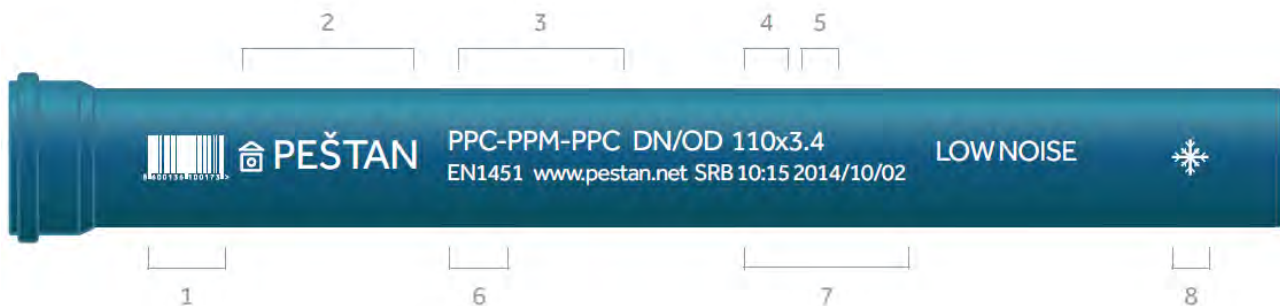 2 3 4 5
PEŠTAN
PPC-PPM-PPC DN/OD 110x3.4
EN1451 www.pestan.net SRB 10:15 2014/10/02
LOW NOISE
1 6 7 8